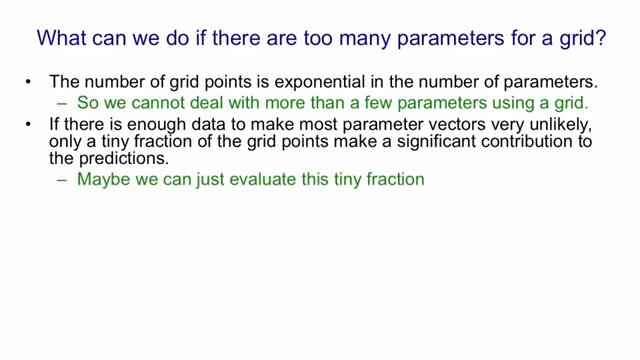 What can we do if there are too many parameters for a grid?
• The number of grid points is exponential in the number of parameters.
– So we cannot deal with more than a few parameters using a grid.
• If there is enough data to make most parameter vectors very unlikely,
only a tiny fraction of the grid points make a significant contribution to
the predictions.
– Maybe we can just evaluate this tiny fraction